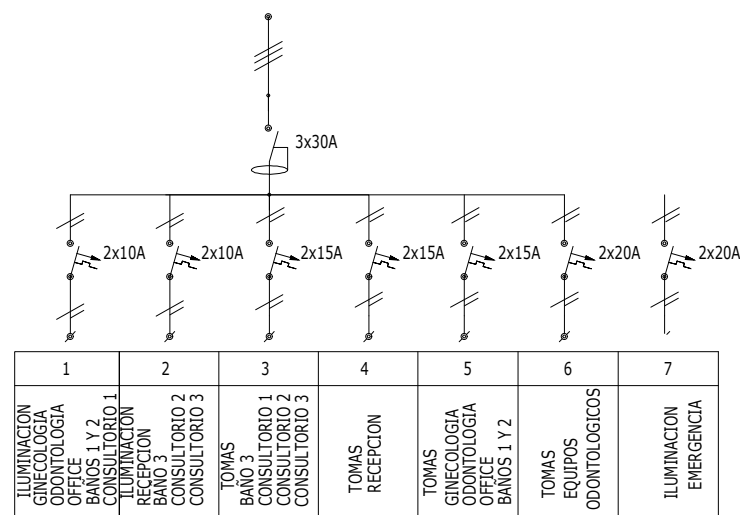 3x30A
2x10A
2x10A
2x15A
2x15A
2x15A
2x20A
2x20A
1
2
3
4
5
6
7
ILUMINACION
GINECOLOGIA
ODONTOLOGIA
OFFICE
BAÑOS 1 Y 2
CONSULTORIO 1
ILUMINACION
RECEPCION
BAÑO 3
CONSULTORIO 2
CONSULTORIO 3
TOMAS
BAÑO 3
CONSULTORIO 1
CONSULTORIO 2
CONSULTORIO 3
TOMAS
RECEPCION
TOMAS
GINECOLOGIA
ODONTOLOGIA
OFFICE
BAÑOS 1 Y 2
TOMAS
EQUIPOS
ODONTOLOGICOS
ILUMINACION
EMERGENCIA